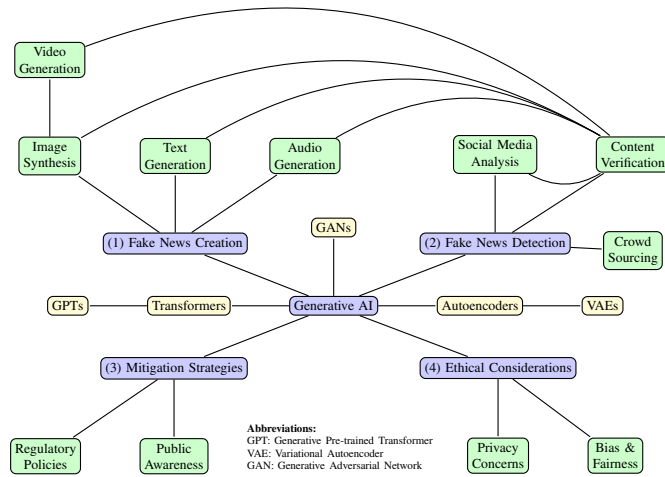 Video
Generation
Image
Synthesis
Text
Generation
Audio
Generation
Social Media
Analysis
Content
Verification
GANs
(1) Fake News Creation
(2) Fake News Detection
Crowd
Sourcing
GPTs
Transformers
Generative AI
Autoencoders
VAEs
(3) Mitigation Strategies
(4) Ethical Considerations
Regulatory
Policies
Public
Awareness
Abbreviations:
GPT: Generative Pre-trained Transformer
VAE: Variational Autoencoder
GAN: Generative Adversarial Network
Privacy
Concerns
Bias &
Fairness